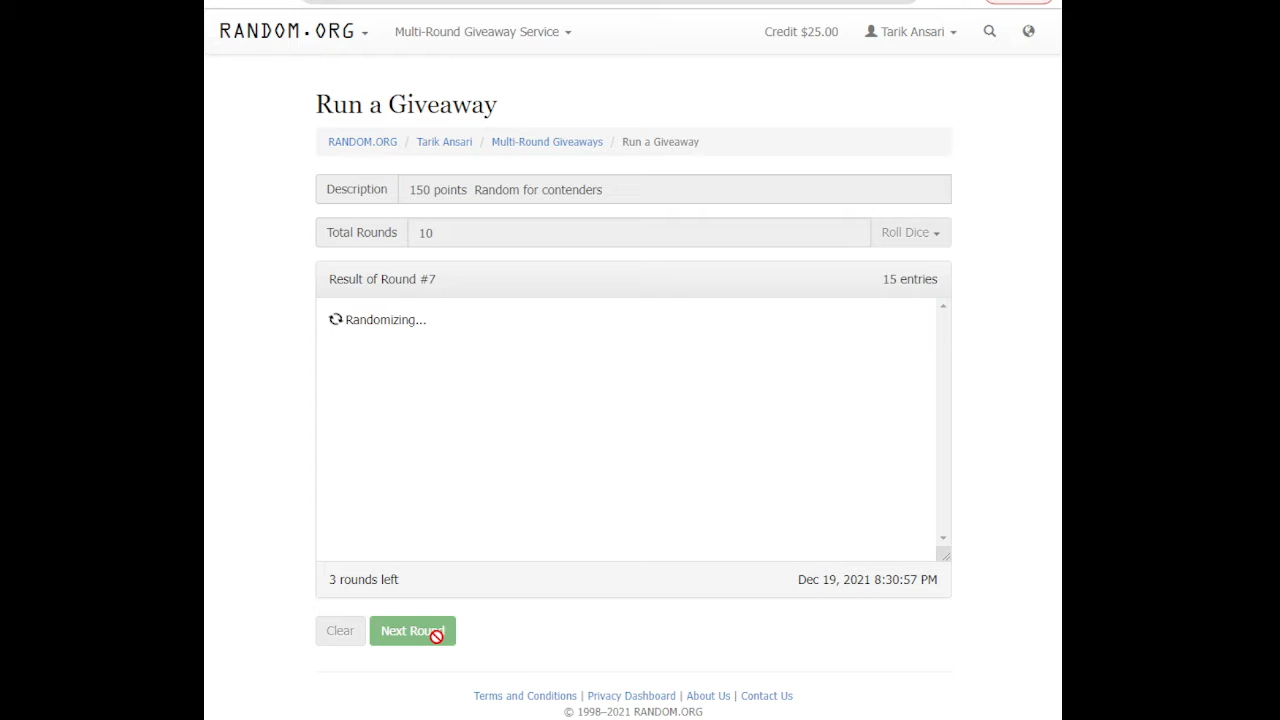 RANDOM.ORG Multi-Round Giveaway Service Credit $25.00 Tarik Ansari
Run a Giveaway
RANDOM.ORG / Tarik Ansari / Multi-Round Giveaways / Run a Giveaway
Description 150 points Random for contenders
Total Rounds 10 Roll Dice
Result of Round #7 15 entries
Randomizing...
3 rounds left Dec 19, 2021 8:30:57 PM
Clear Next Round
Terms and Conditions | Privacy Dashboard | About Us | Contact Us
© 1998–2021 RANDOM.ORG